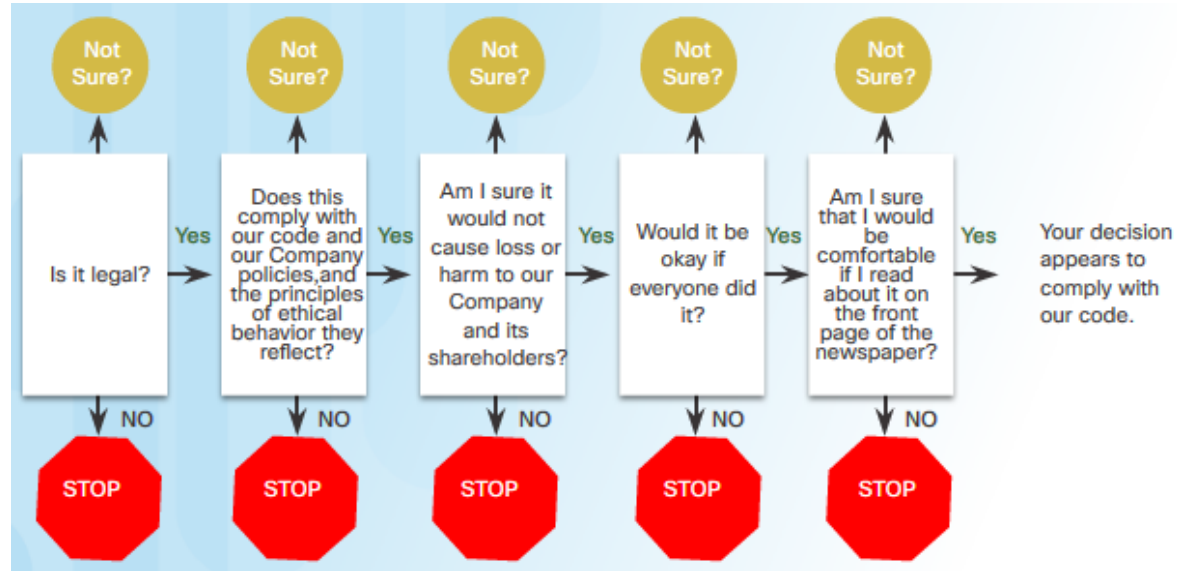 Not
Sure?
Not
Sure?
Not
Sure?
Not
Sure?
Not
Sure?
Is it legal?
Yes
Does this
comply with
our code and
our Company
policies,and
the principles
of ethical
behavior they
reflect?
Yes
Am I sure it
would not
cause loss or
harm to our
Company
and its
shareholders?
Yes
Would it be
okay if
everyone did
it?
Yes
Am I sure
that I would
be
comfortable
if I read
about it on
the front
page of the
newspaper?
Yes
Your decision
appears to
comply with
our code.
NO
NO
NO
NO
NO
STOP
STOP
STOP
STOP
STOP